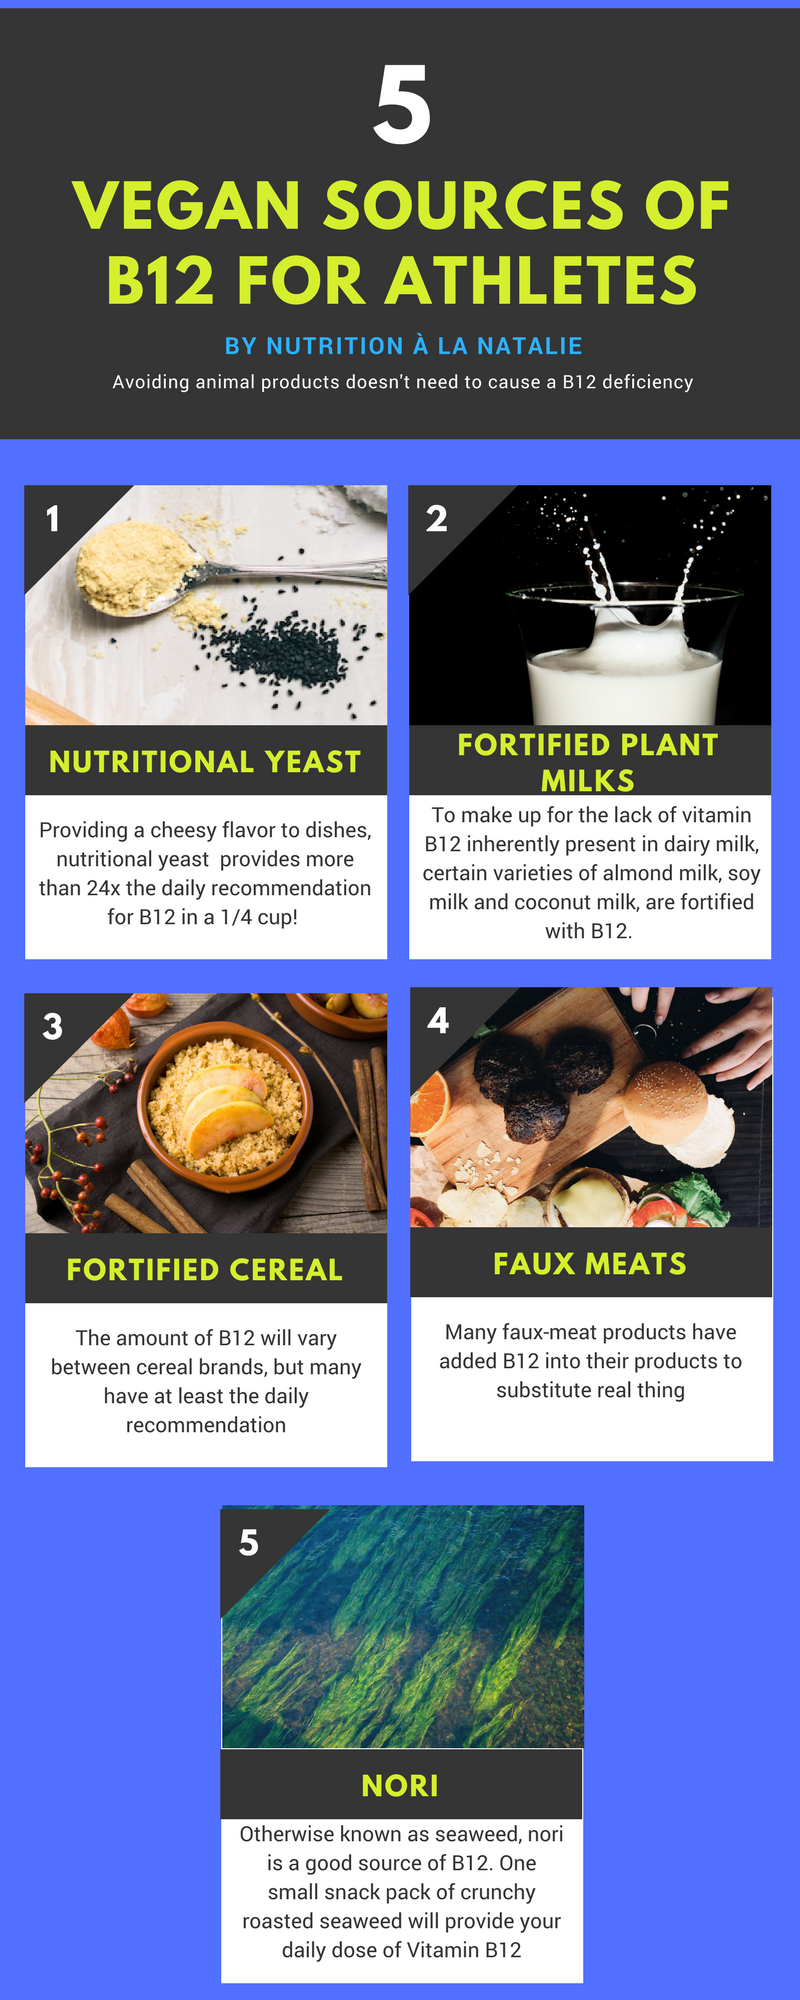 5
VEGAN SOURCES OF
B12 FOR ATHLETES
BY NUTRITION À LA NATALIE
Avoiding animal products doesn't need to cause a B12 deficiency
1
NUTRITIONAL YEAST
Providing a cheesy flavor to dishes,
nutritional yeast provides more
than 24x the daily recommendation
for B12 in a 1/4 cup!
2
FORTIFIED PLANT
MILKS
To make up for the lack of vitamin
B12 inherently present in dairy milk,
certain varieties of almond milk, soy
milk and coconut milk, are fortified
with B12.
3
FORTIFIED CEREAL
The amount of B12 will vary
between cereal brands, but many
have at least the daily
recommendation
4
FAUX MEATS
Many faux-meat products have
added B12 into their products to
substitute real thing
5
NORI
Otherwise known as seaweed, nori
is a good source of B12. One
small snack pack of crunchy
roasted seaweed will provide your
daily dose of Vitamin B12